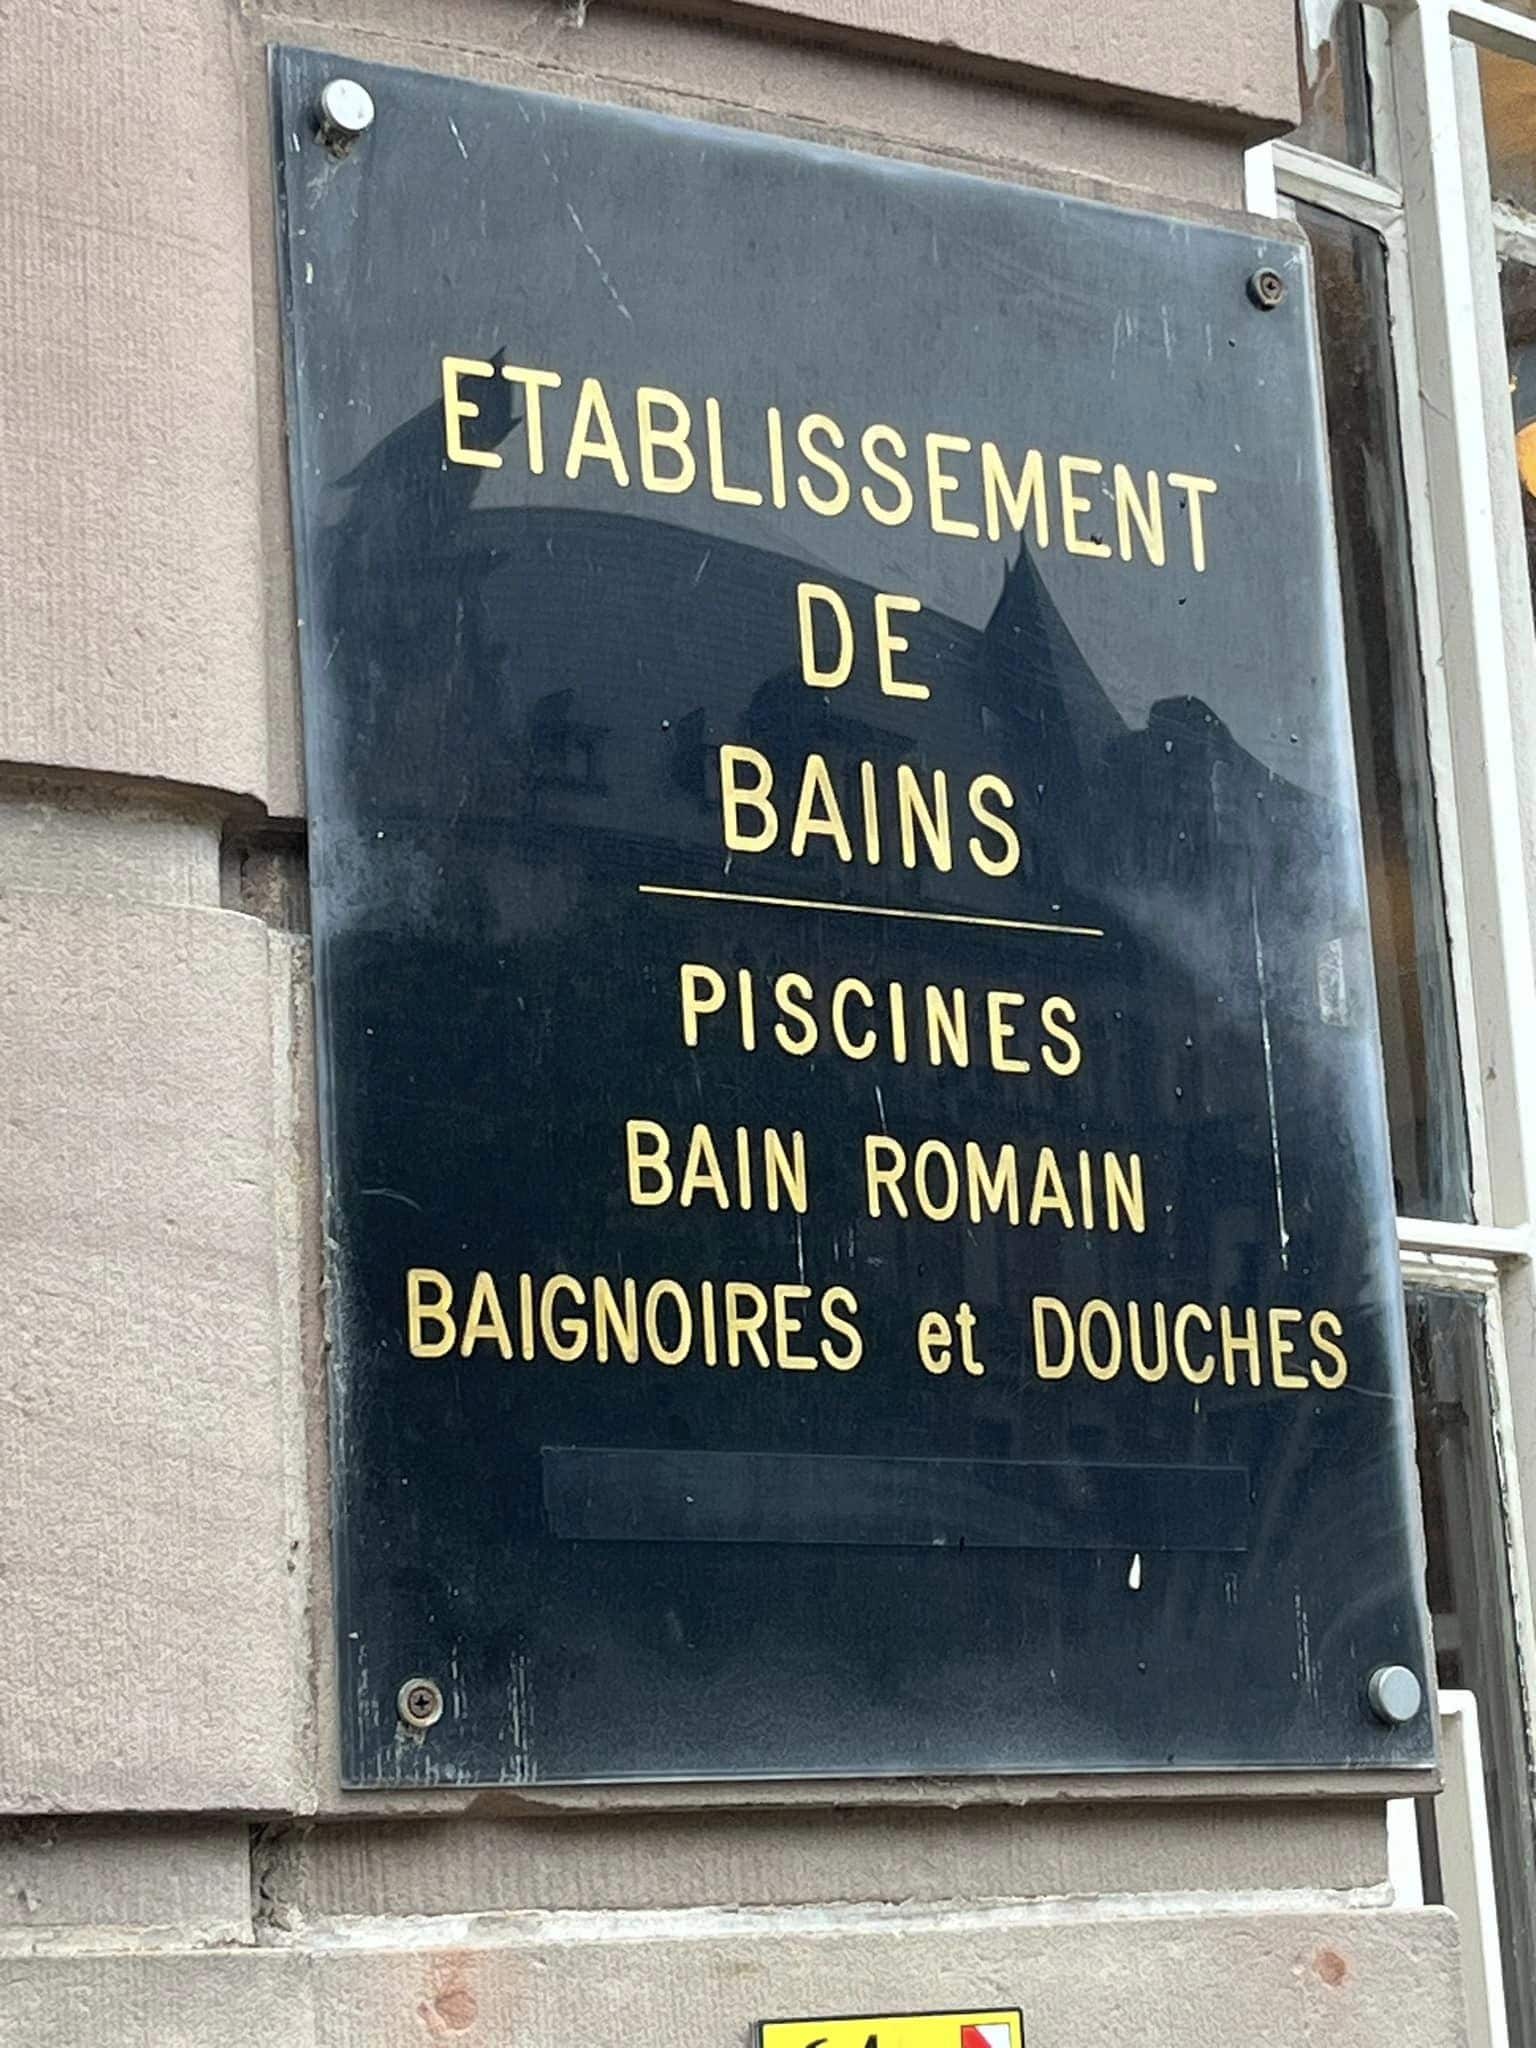 ETABLISSEMENT
DE
BAINS
PISCINES
BAIN ROMAIN
BAIGNOIRES et DOUCHES